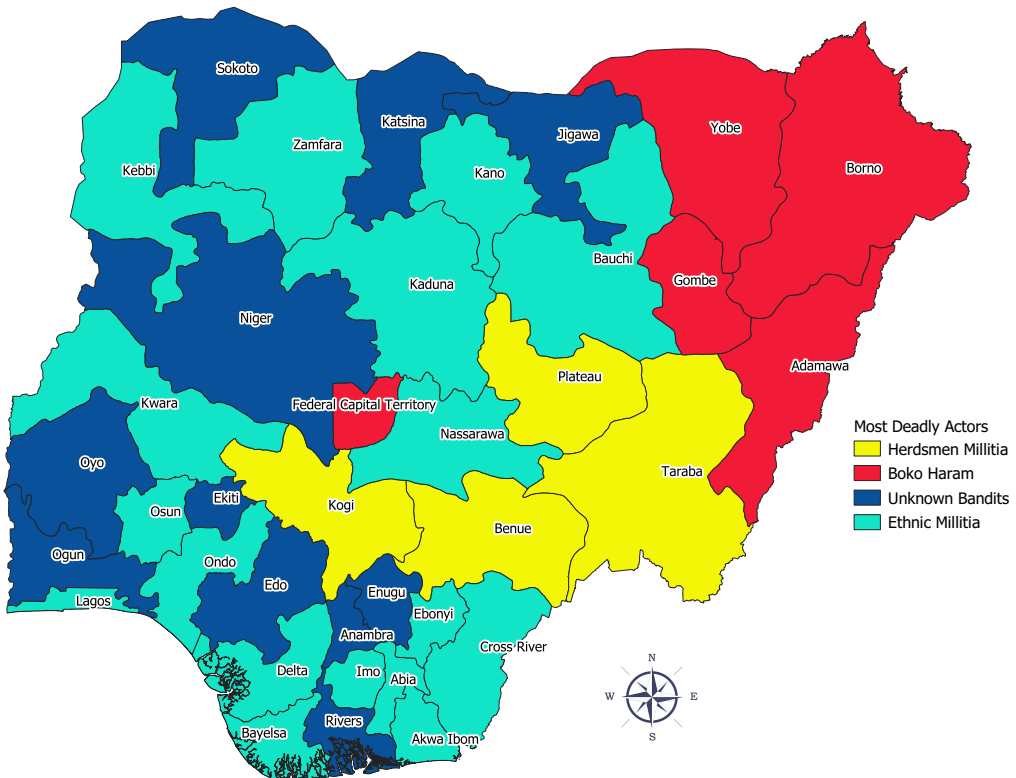 Sokoto
Katsina
Jigawa
Yobe
Zamfara
Kebbi
Kano
Borno
Bauchi
Gombe
Kaduna
Niger
Adamawa
Plateau
Federal Capital Territory
Kwara
Nassarawa
Most Deadly Actors
Herdsmen Millitia
Boko Haram
Unknown Bandits
Ethnic Millitia
Oyo
Taraba
Ekiti
Kogi
Osun
Benue
Ogun
Ondo
Edo
Enugu
Lagos
Ebonyi
Anambra
Cross River
Delta
Imo
Abia
Rivers
Bayelsa
Akwa Ibom
N
W
E
S